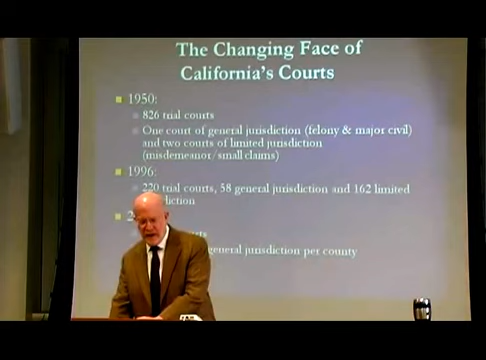 The Changing Face of
California's Courts
1950:
826 trial courts
One court of general jurisdiction (felony & major civil)
and two courts of limited jurisdiction
(misdemeanor/small claims)
1996:
220 trial courts, 58 general jurisdiction and 162 limited
general jurisdiction per county